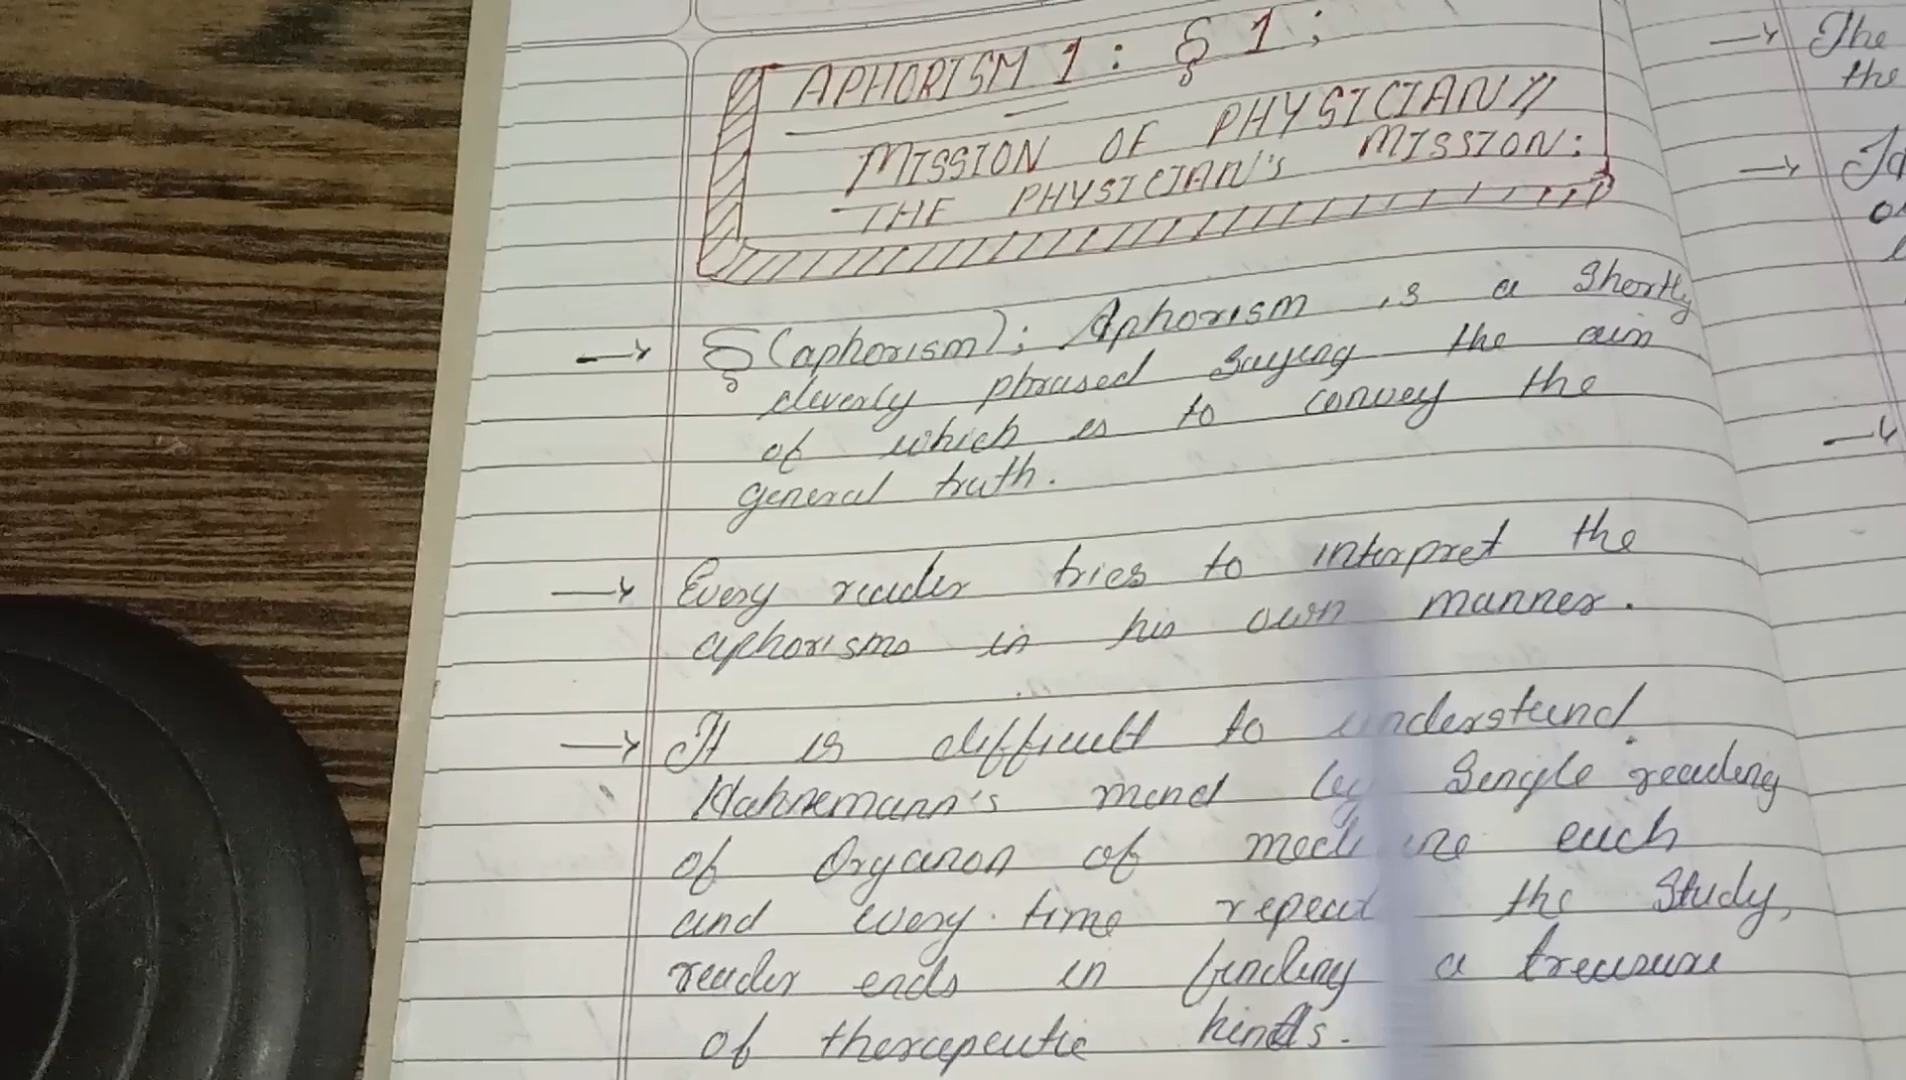 APHORISM 1 : § 1 ;
MISSION OF PHYSICIAN //
THE PHYSICIAN'S MISSION :
→ § (aphorism) ; Aphorism is a Shortly
cleverly phrased Saying the aim
of which is to convey the
general truth.
→ Every reader tries to interpret the
aphorisms in his own manner.
→ It is difficult to understand
Hahnemann's mind by Single reading
of Organon of medicine each
and every time repeat the Study,
reader ends in finding a treasure
of therapeutic hints.
→ The
the
→
→